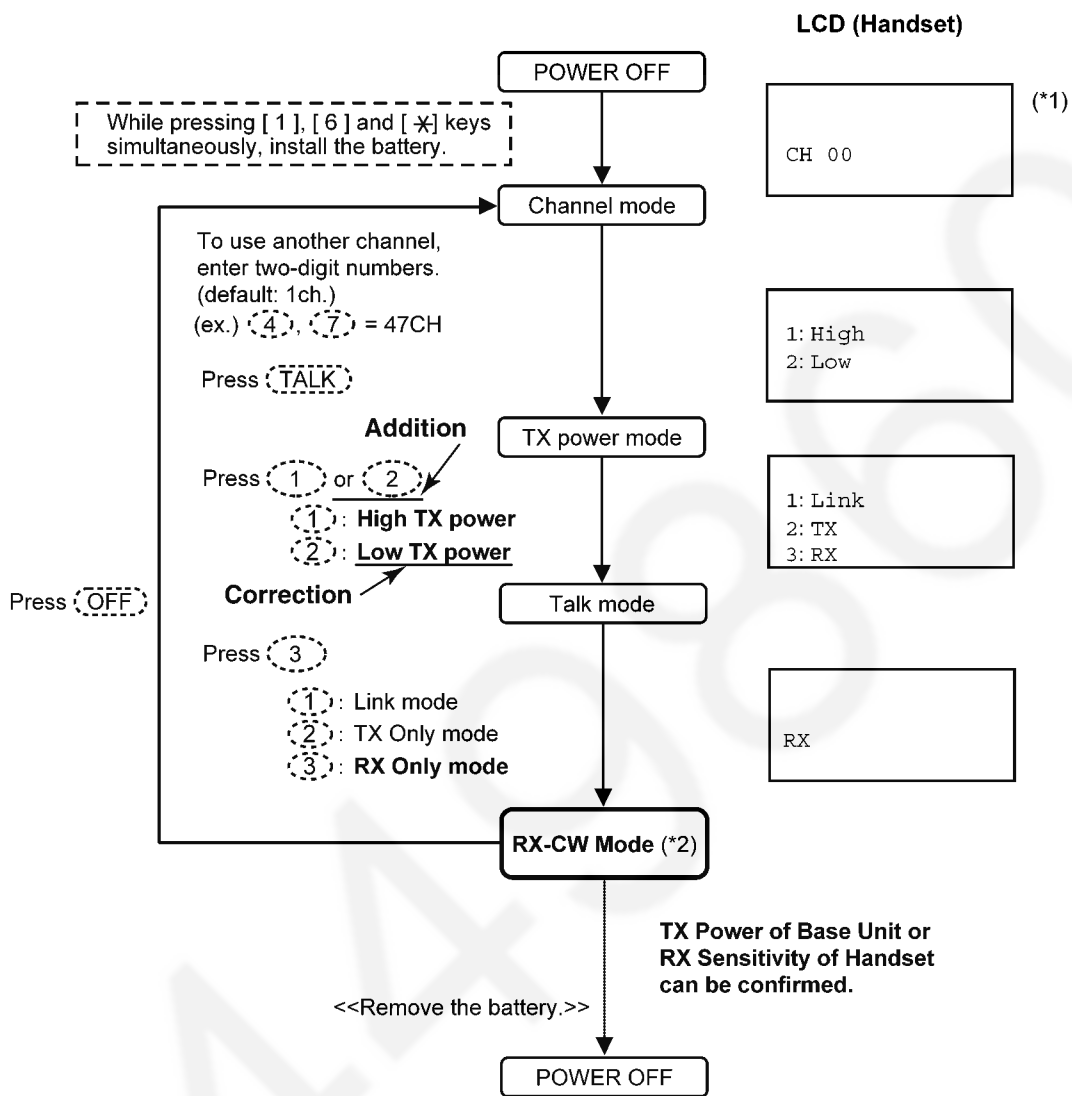 LCD (Handset)
POWER OFF
(*1)
While pressing [ 1 ], [ 6 ] and [ ✶ ] keys
simultaneously, install the battery.
CH 00
Channel mode
To use another channel,
enter two-digit numbers.
(default: 1ch.)
(ex.) 4 , 7 = 47CH
1: High
2: Low
Press TALK
Addition
TX power mode
Press 1 or 2
1 : High TX power
2 : Low TX power
1: Link
2: TX
3: RX
Correction
Talk mode
Press OFF
Press 3
1 : Link mode
2 : TX Only mode
3 : RX Only mode
RX
RX-CW Mode (*2)
TX Power of Base Unit or
RX Sensitivity of Handset
can be confirmed.
<<Remove the battery.>>
POWER OFF